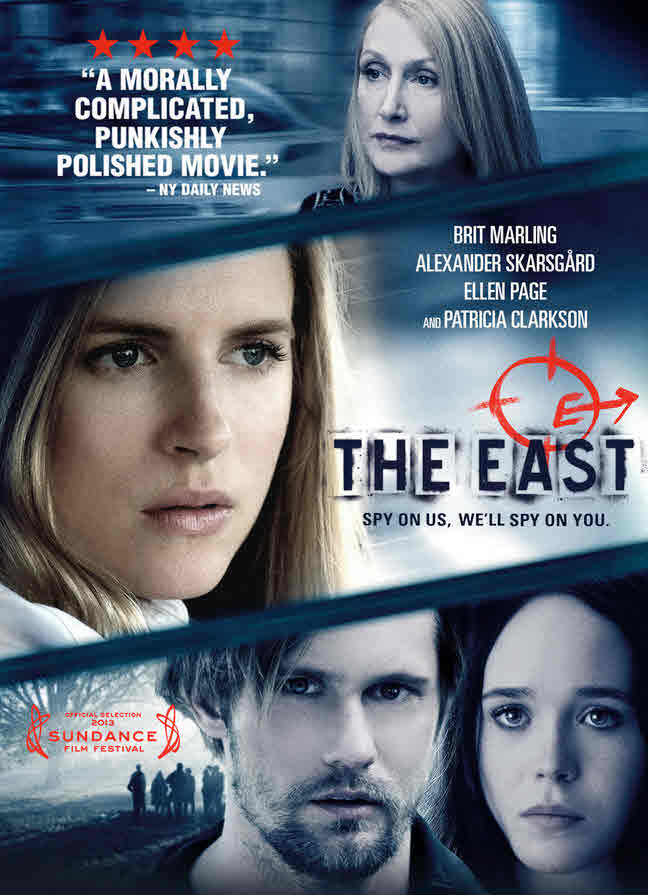 “A MORALLY
COMPLICATED,
PUNKISHLY
POLISHED MOVIE.”
– NY DAILY NEWS
BRIT MARLING
ALEXANDER SKARSGÅRD
ELLEN PAGE
AND PATRICIA CLARKSON
E
THE EAST
SPY ON US, WE’LL SPY ON YOU.
OFFICIAL SELECTION
2013
SUNDANCE
FILM FESTIVAL